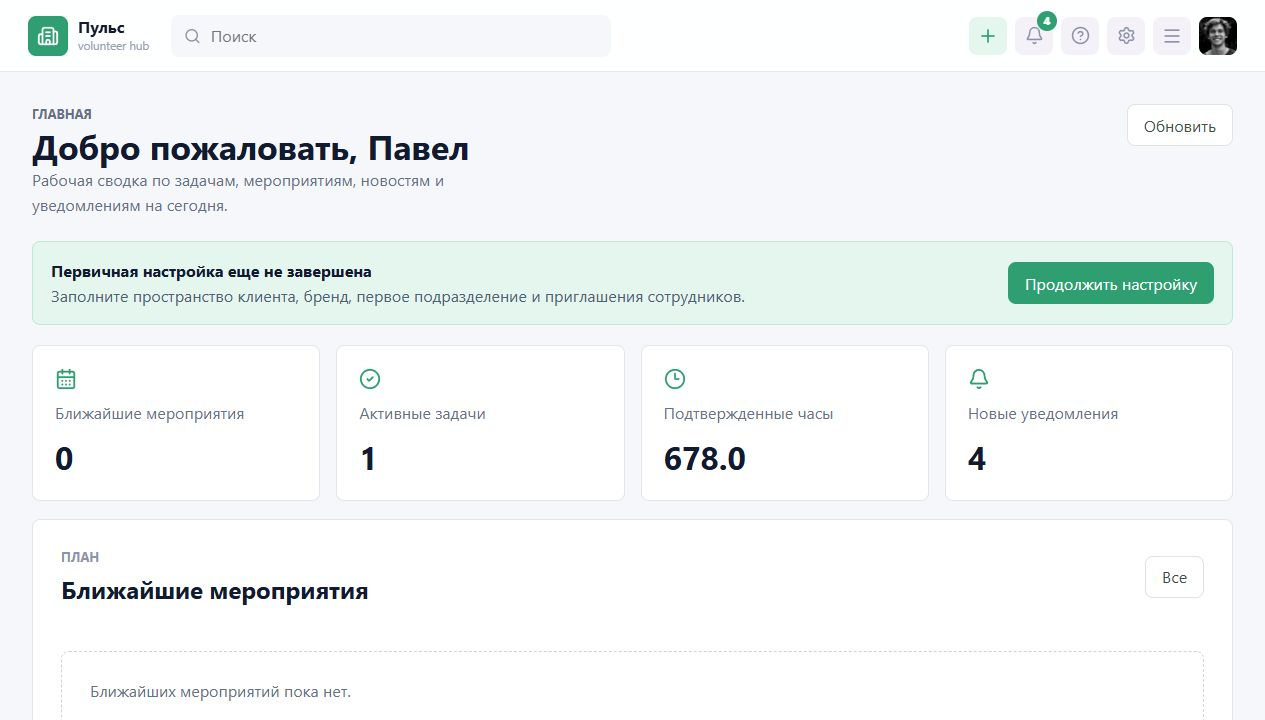 Пульс
volunteer hub
Поиск
4
ГЛАВНАЯ
Добро пожаловать, Павел
Рабочая сводка по задачам, мероприятиям, новостям и
уведомлениям на сегодня.
Обновить
Первичная настройка еще не завершена
Заполните пространство клиента, бренд, первое подразделение и приглашения сотрудников.
Продолжить настройку
Ближайшие мероприятия
0
Активные задачи
1
Подтвержденные часы
678.0
Новые уведомления
4
ПЛАН
Ближайшие мероприятия
Все
Ближайших мероприятий пока нет.